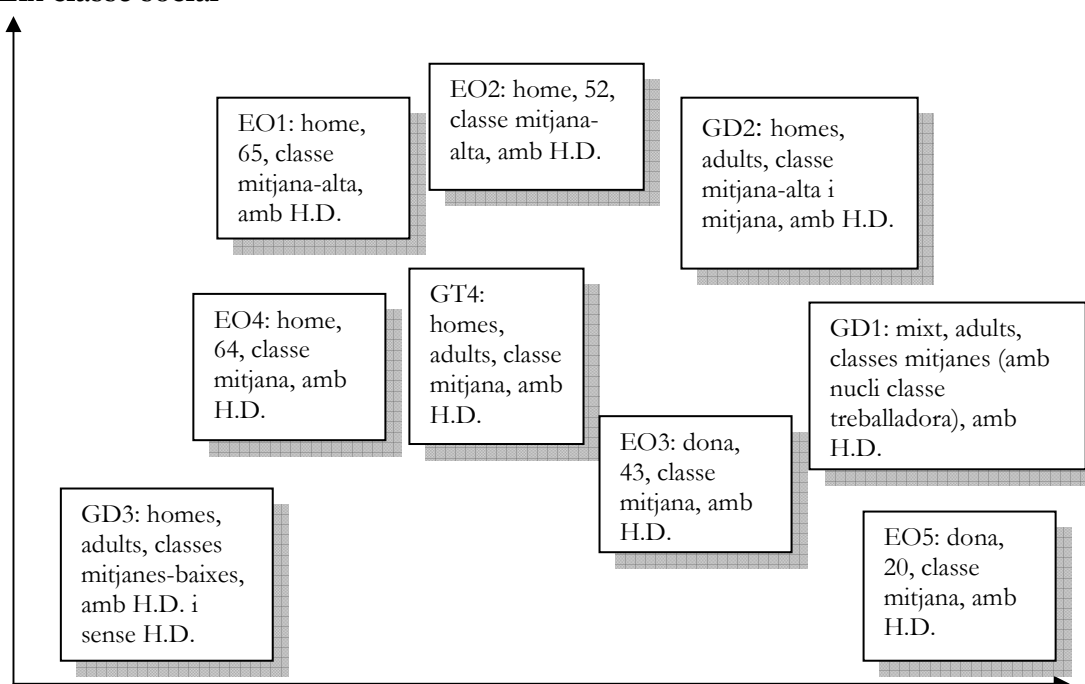 EO1: home,
65, classe
mitjana-alta,
amb H.D.
EO2: home, 52,
classe mitjana-
alta, amb H.D.
GD2: homes,
adults, classe
mitjana-alta i
mitjana, amb H.D.
EO4: home,
64, classe
mitjana, amb
H.D.
GT4:
homes,
adults, classe
mitjana, amb
H.D.
GD1: mixt, adults,
classes mitjanes (amb
nucli classe
treballadora), amb
H.D.
EO3: dona,
43, classe
mitjana, amb
H.D.
GD3: homes,
adults, classes
mitjanes-baixes,
amb H.D. i
sense H.D.
EO5: dona,
20, classe
mitjana, amb
H.D.